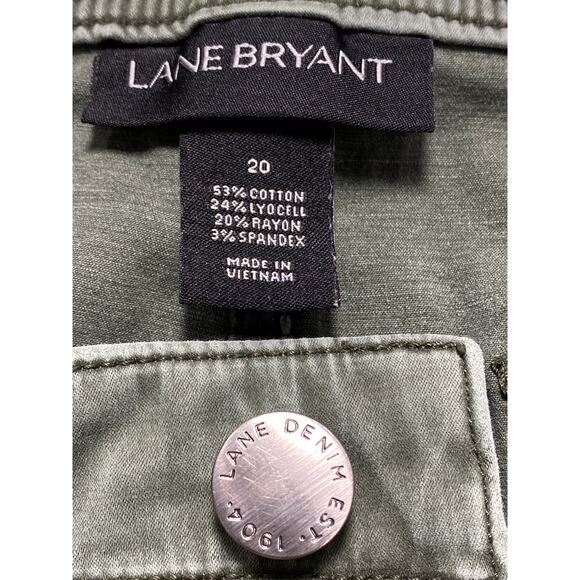 LANE BRYANT
20
53% COTTON
24% LYOCELL
20% RAYON
3% SPANDEX
MADE IN
VIETNAM
LANE DENIM EST. 1904.